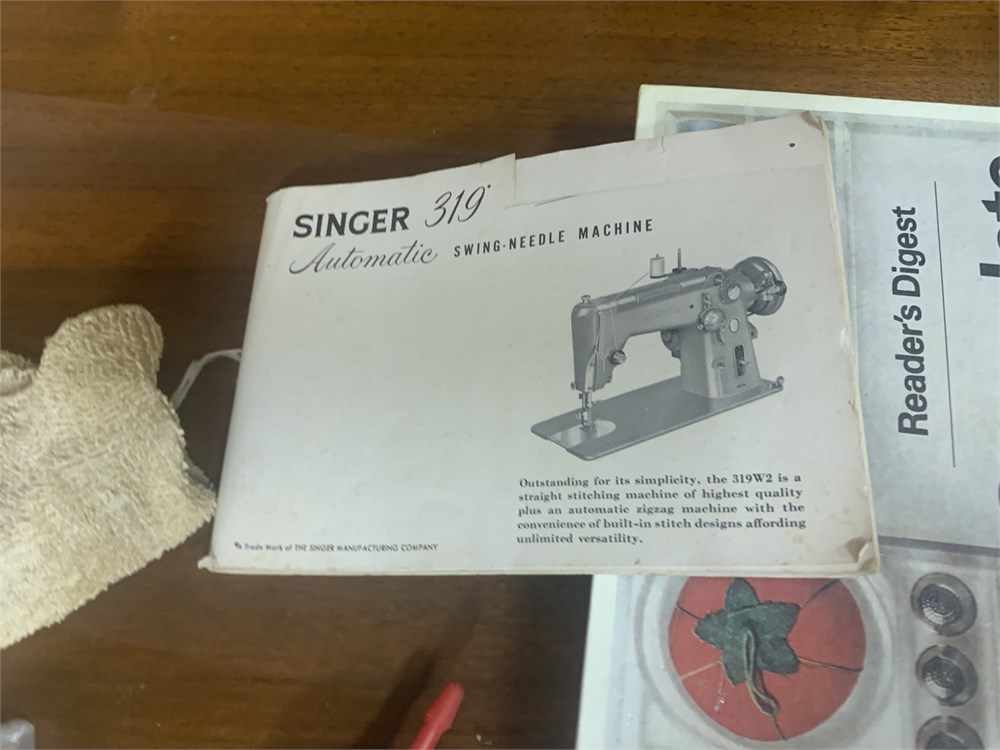 SINGER 319*
Automatic SWING-NEEDLE MACHINE
Outstanding for its simplicity, the 319W2 is a
straight stitching machine of highest quality
plus an automatic zigzag machine with the
convenience of built-in stitch designs affording
unlimited versatility.
* Trade Mark of THE SINGER MANUFACTURING COMPANY
Reader's Digest